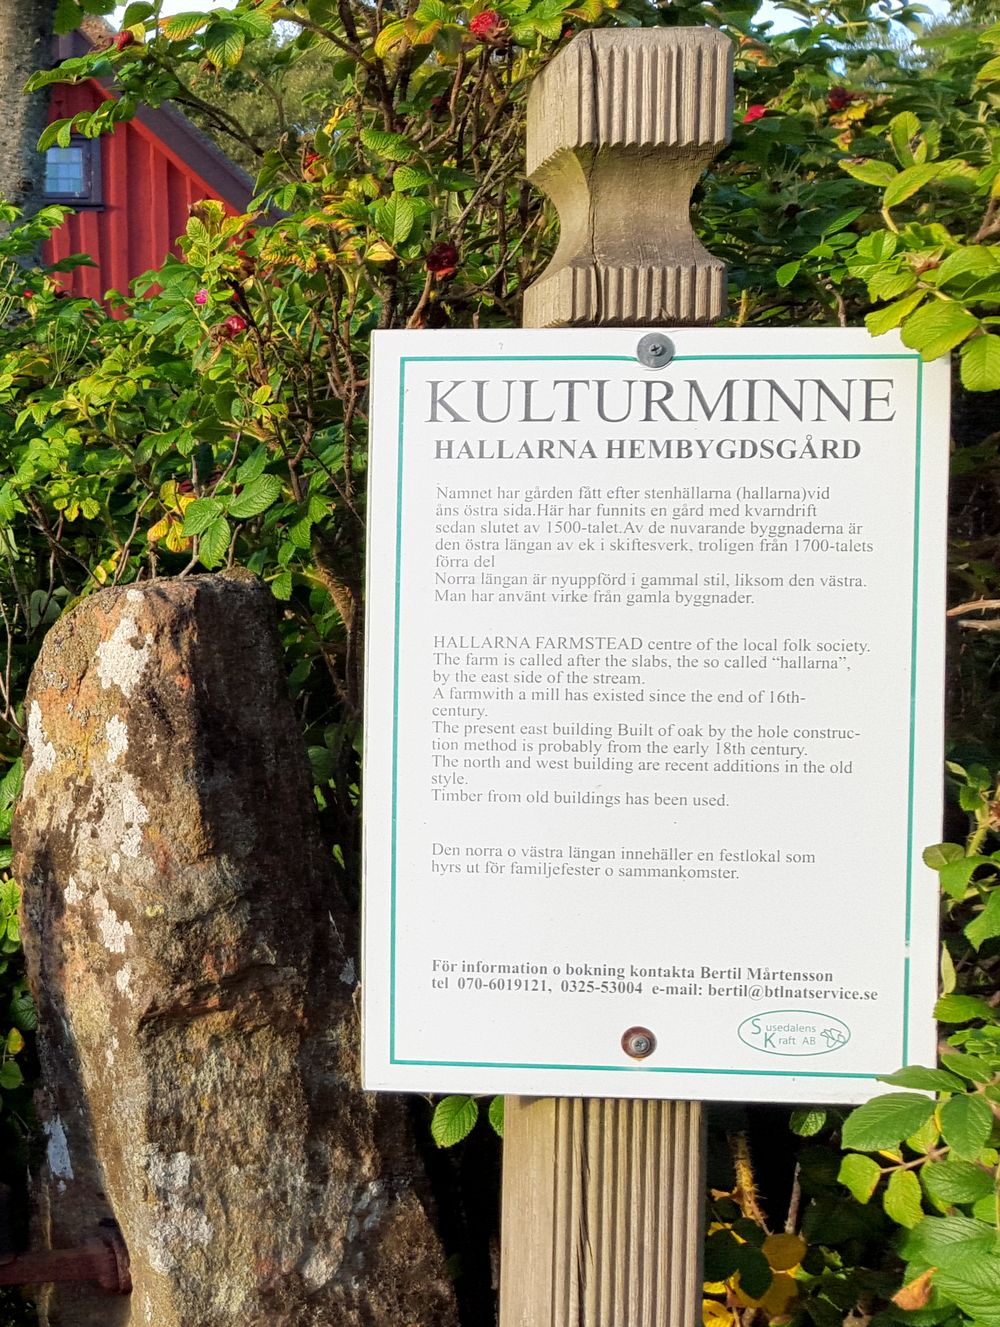 KULTURMINNE
HALLARNA HEMBYGDSGÅRD
Namnet har gården fått efter stenhällarna (hallarna)vid
åns östra sida.Här har funnits en gård med kvarndrift
sedan slutet av 1500-talet.Av de nuvarande byggnaderna är
den östra längan av ek i skiftesverk, troligen från 1700-talets
förra del
Norra längan är nyuppförd i gammal stil, liksom den västra.
Man har använt virke från gamla byggnader.
HALLARNA FARMSTEAD centre of the local folk society.
The farm is called after the slabs, the so called “hallarna”,
by the east side of the stream.
A farmwith a mill has existed since the end of 16th-
century.
The present east building Built of oak by the hole construc-
tion method is probably from the early 18th century.
The north and west building are recent additions in the old
style.
Timber from old buildings has been used.
Den norra o västra längan innehäller en festlokal som
hyrs ut för familjefester o sammankomster.
För information o bokning kontakta Bertil Mårtensson
tel 070-6019121, 0325-53004 e-mail: bertil@btlnatservice.se
Susedalens
Kraft AB